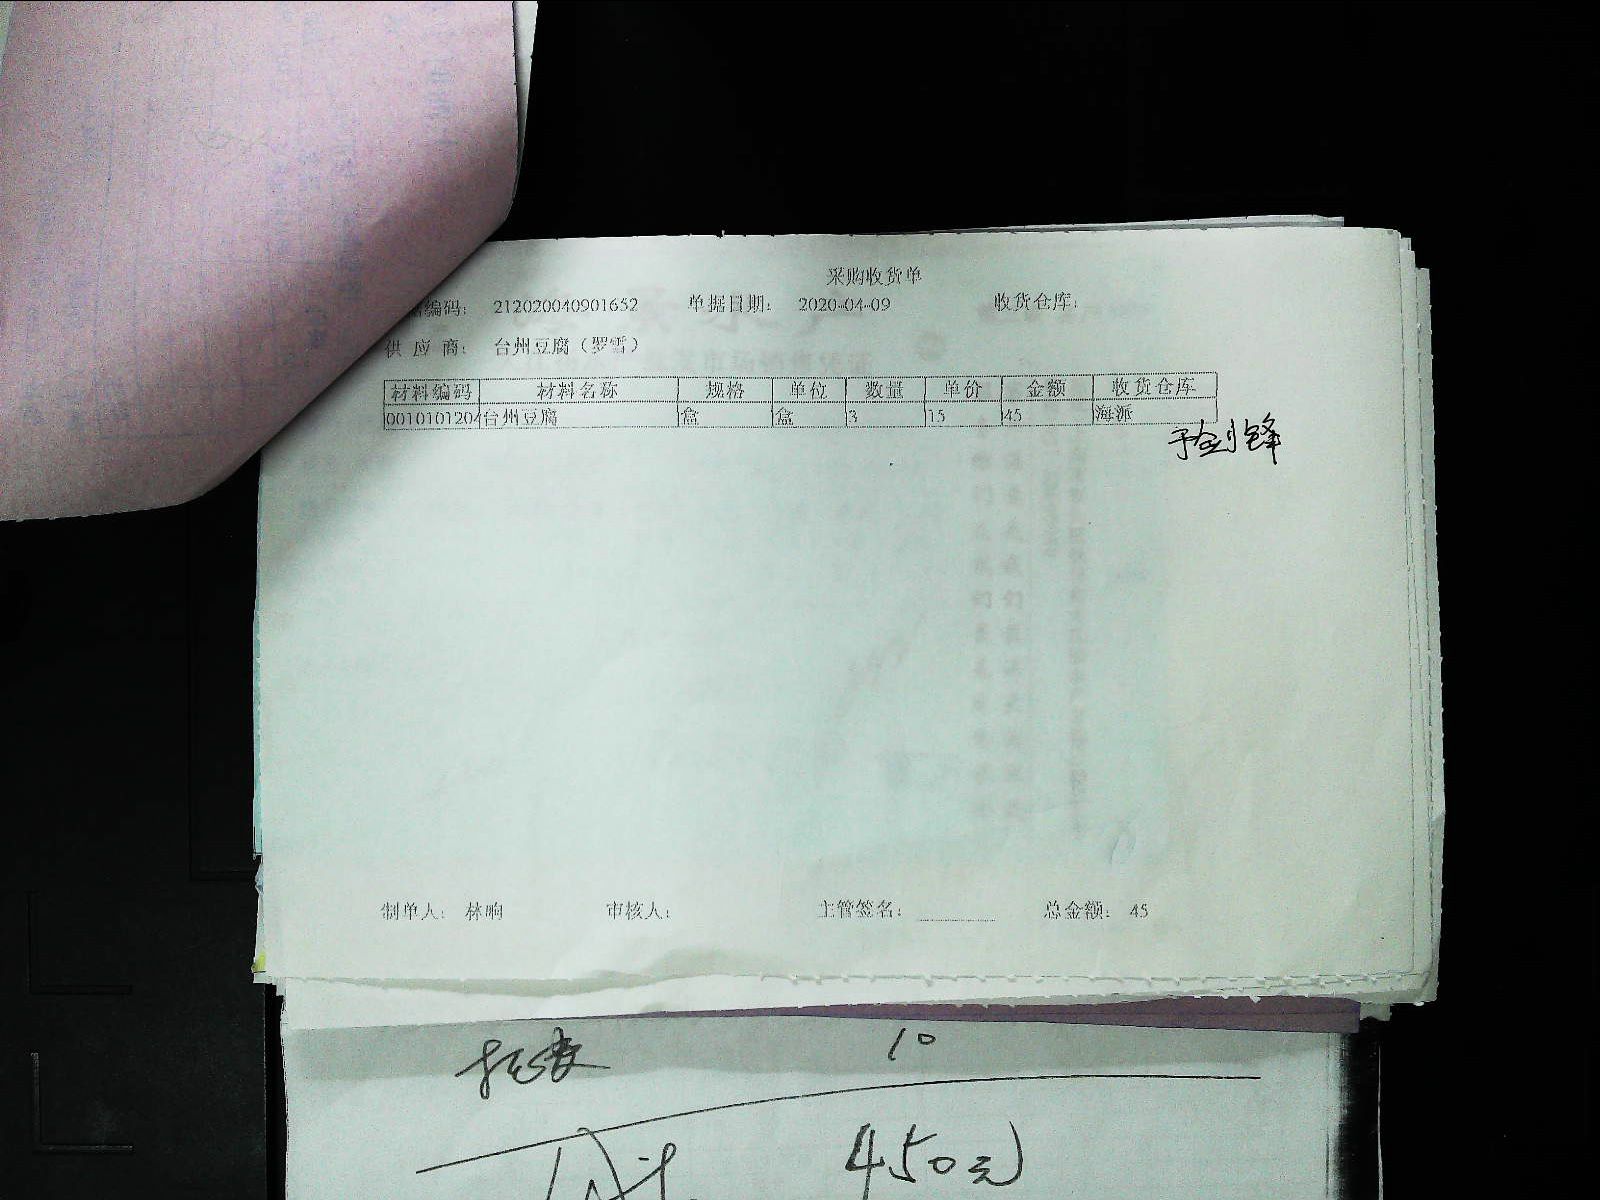 采购收货单
编码： 212020040901652 单据日期： 2020-04-09 收货仓库：
供应商： 台州豆腐（罗雪）
材料编码 材料名称 规格 单位 数量 单价 金额 收货仓库
0010101204 台州豆腐 盒 盒 3 15 45 海派
制单人： 林晌 审核人： 主管签名： 总金额： 45
10
450元